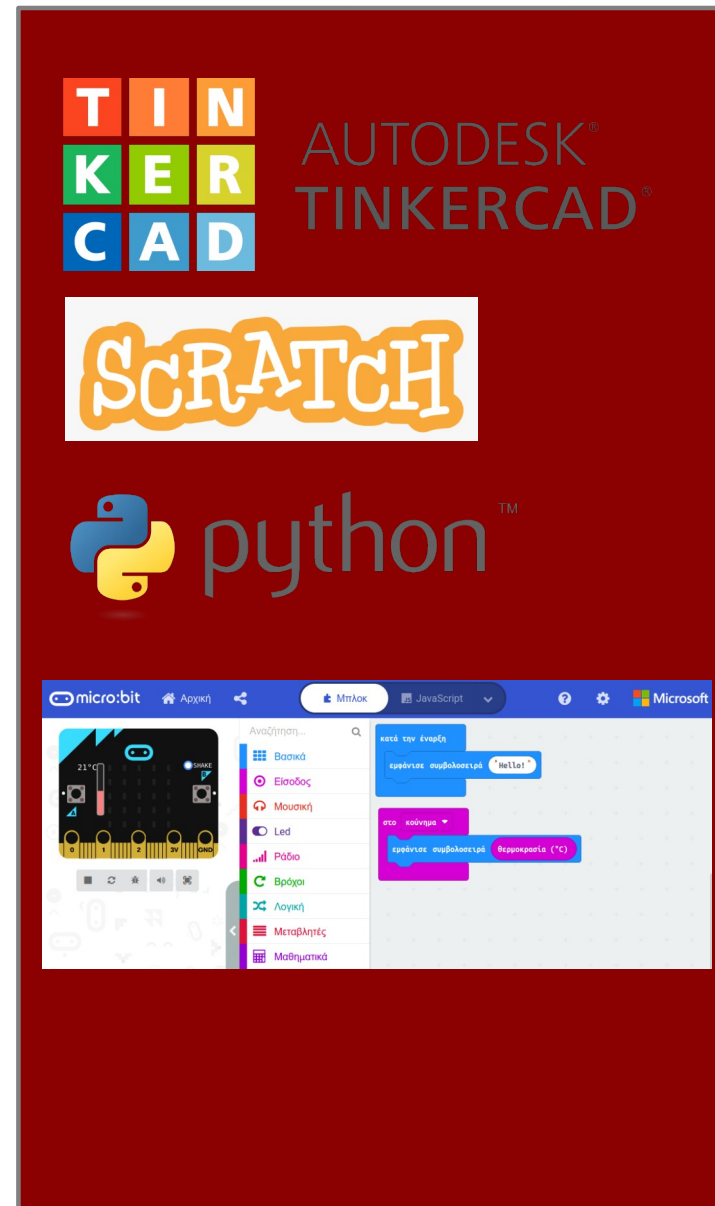 T I N
K E R
C A D
AUTODESK®
TINKERCAD®
SCRATCH
python™
micro:bit Αρχική Μπλοκ JavaScript Microsoft
21°C SHAKE
B
A
0 1 2 3V GND
Αναζήτηση...
Βασικά
Είσοδος
Μουσική
Led
Ράδιο
Βρόχοι
Λογική
Μεταβλητές
Μαθηματικά
κατά την έναρξη
εμφάνισε συμβολοσειρά "Hello!"
στο κούνημα
εμφάνισε συμβολοσειρά θερμοκρασία (°C)